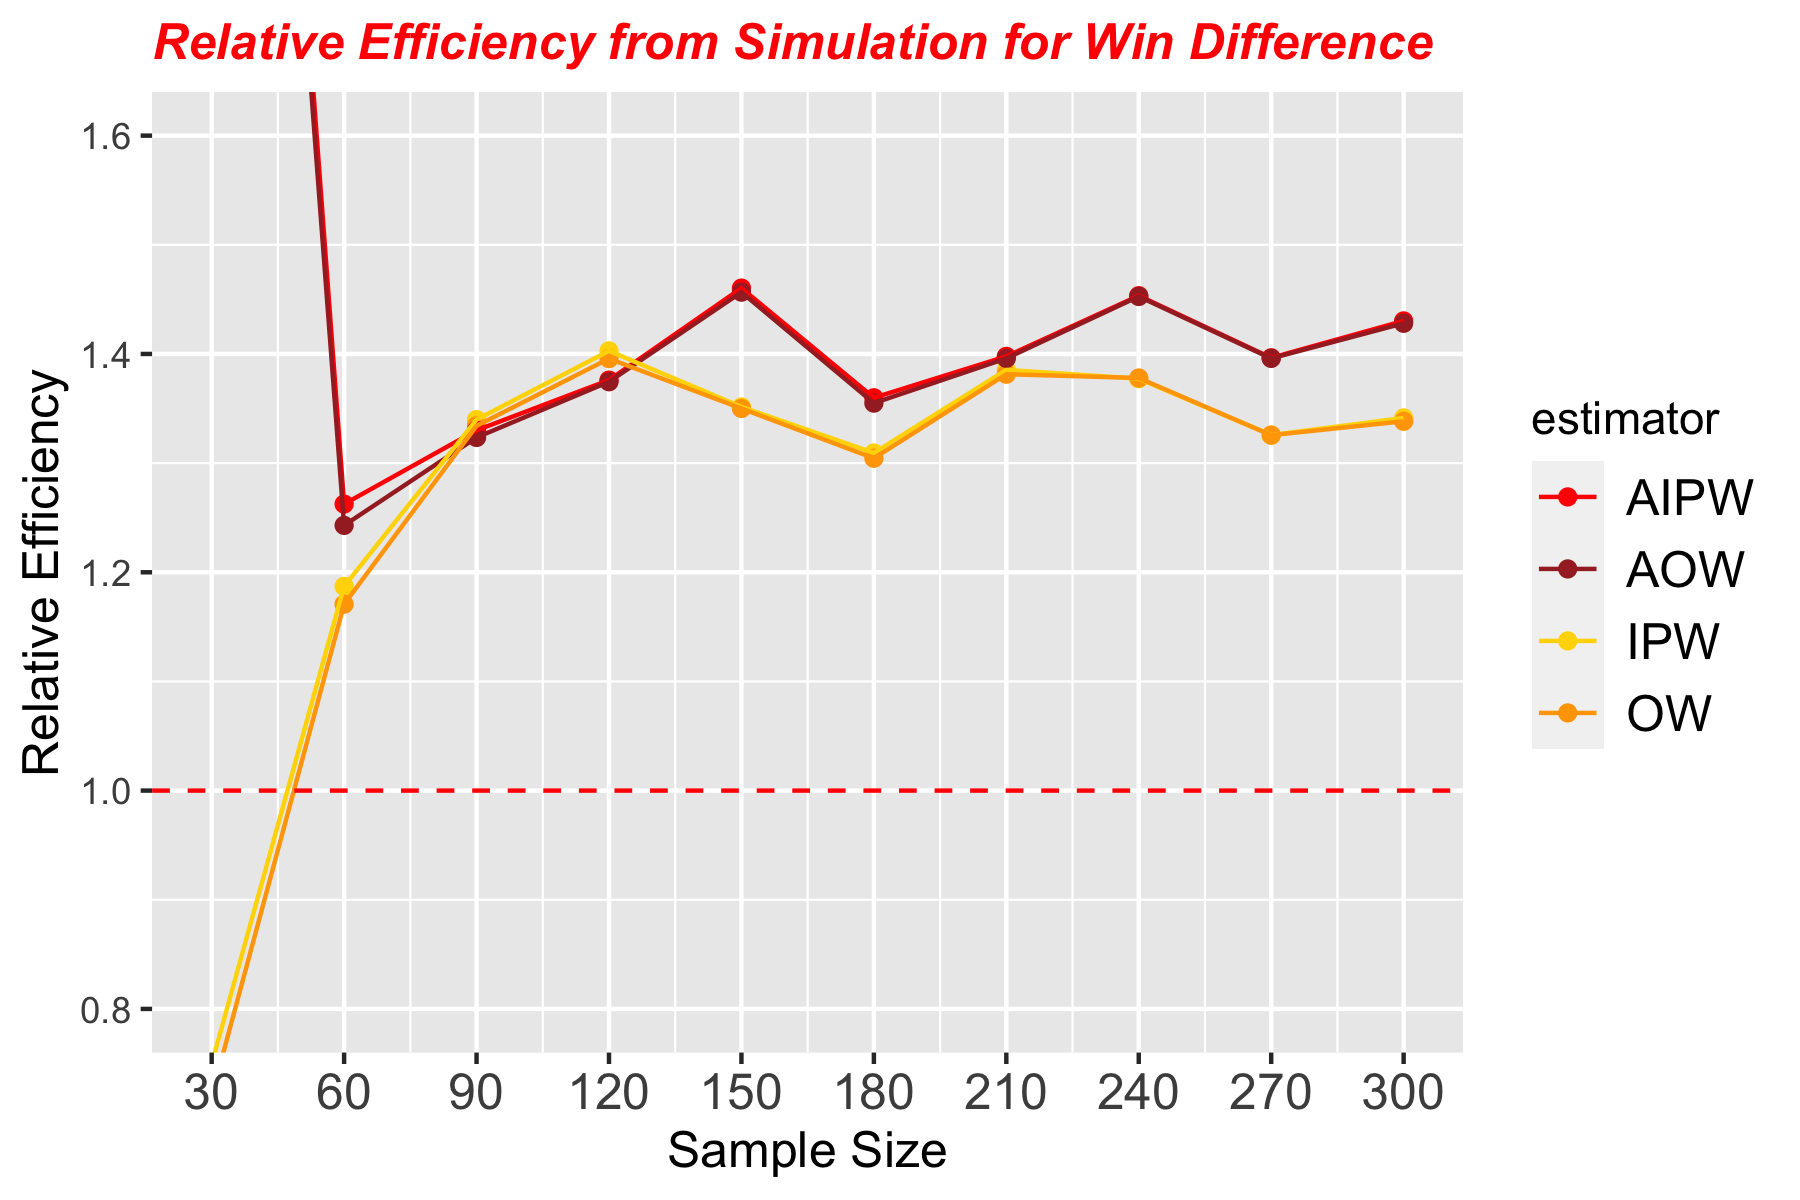 Relative Efficiency from Simulation for Win Difference
Relative Efficiency
1.6
1.4
1.2
1.0
0.8
30 60 90 120 150 180 210 240 270 300
Sample Size
estimator
AIPW
AOW
IPW
OW